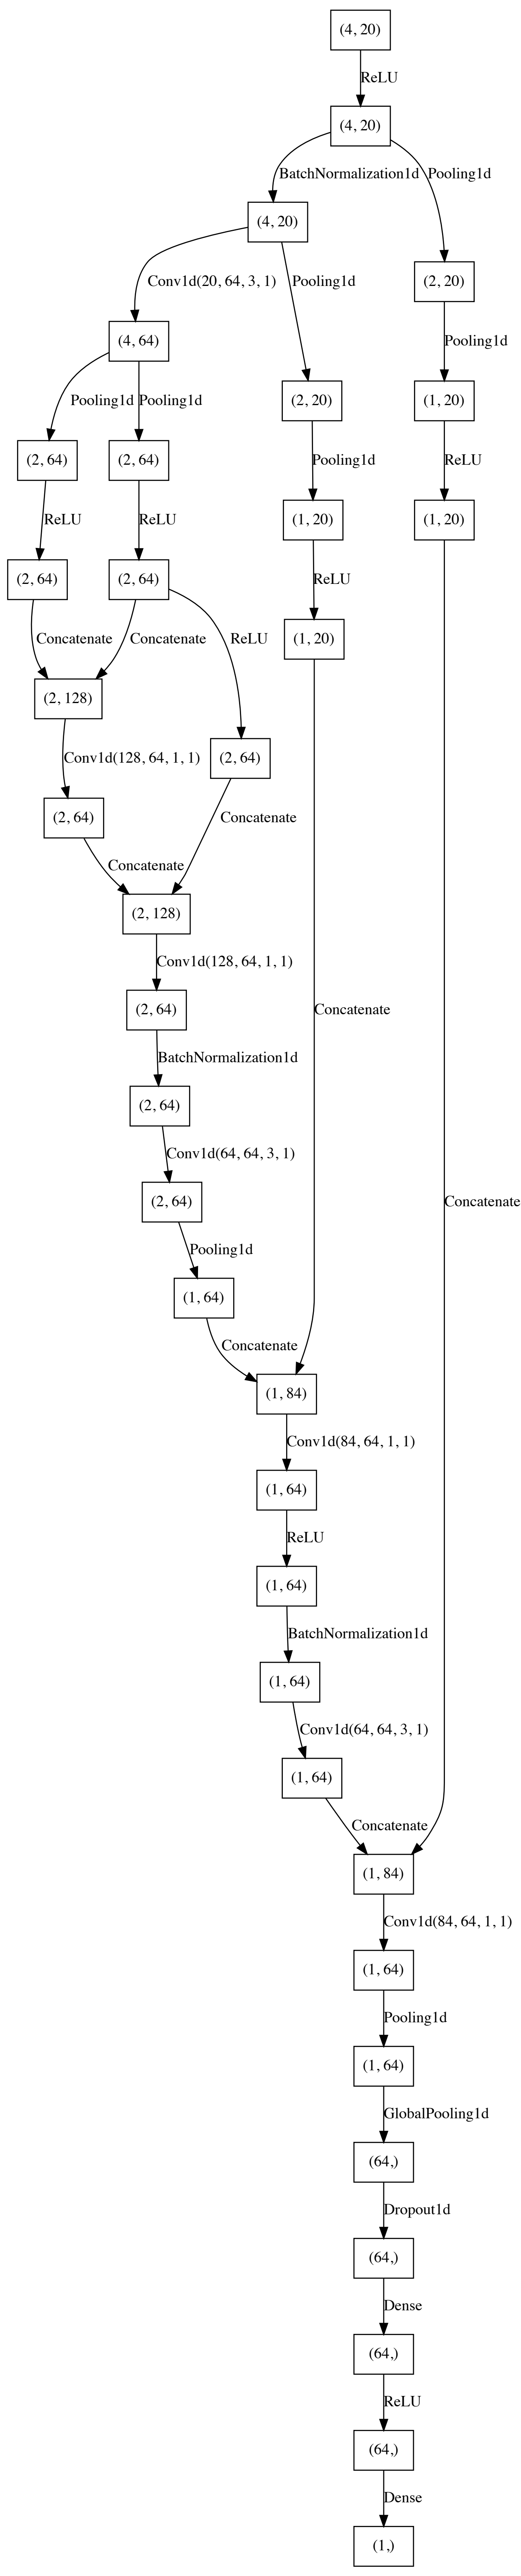 (4, 20)
ReLU
(4, 20)
BatchNormalization1d
Pooling1d
(4, 20)
(2, 20)
Conv1d(20, 64, 3, 1)
Pooling1d
(4, 64)
Pooling1d
(2, 20)
(1, 20)
Pooling1d
Pooling1d
(2, 64)
(2, 64)
Pooling1d
ReLU
(1, 20)
(1, 20)
ReLU
ReLU
(2, 64)
(2, 64)
ReLU
(1, 20)
Concatenate
Concatenate
ReLU
(2, 128)
(2, 64)
Conv1d(128, 64, 1, 1)
(2, 64)
Concatenate
Concatenate
(2, 128)
Conv1d(128, 64, 1, 1)
(2, 64)
Concatenate
BatchNormalization1d
(2, 64)
Conv1d(64, 64, 3, 1)
(2, 64)
Concatenate
Pooling1d
(1, 64)
Concatenate
(1, 84)
Conv1d(84, 64, 1, 1)
(1, 64)
ReLU
(1, 64)
BatchNormalization1d
(1, 64)
Conv1d(64, 64, 3, 1)
(1, 64)
Concatenate
(1, 84)
Conv1d(84, 64, 1, 1)
(1, 64)
Pooling1d
(1, 64)
GlobalPooling1d
(64,)
Dropout1d
(64,)
Dense
(64,)
ReLU
(64,)
Dense
(1,)